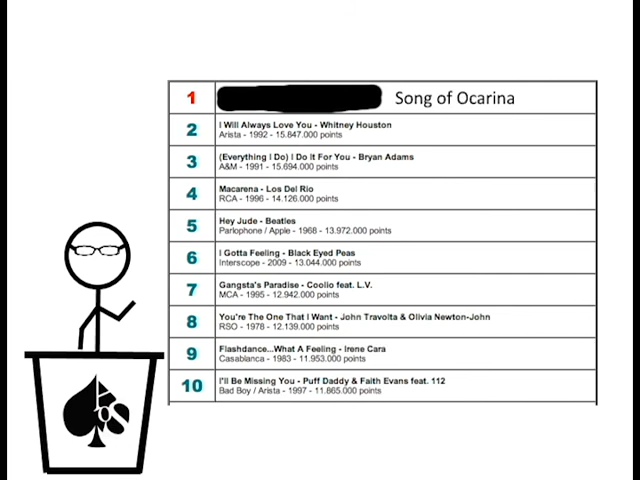 1 Song of Ocarina
2 I Will Always Love You - Whitney Houston
Arista - 1992 - 15.847.000 points
3 (Everything I Do) I Do It For You - Bryan Adams
A&M - 1991 - 15.694.000 points
4 Macarena - Los Del Rio
RCA - 1996 - 14.126.000 points
5 Hey Jude - Beatles
Parlophone / Apple - 1968 - 13.972.000 points
6 I Gotta Feeling - Black Eyed Peas
Interscope - 2009 - 13.044.000 points
7 Gangsta's Paradise - Coolio feat. L.V.
MCA - 1995 - 12.942.000 points
8 You're The One That I Want - John Travolta & Olivia Newton-John
RSO - 1978 - 12.139.000 points
9 Flashdance...What A Feeling - Irene Cara
Casablanca - 1983 - 11.953.000 points
10 I'll Be Missing You - Puff Daddy & Faith Evans feat. 112
Bad Boy / Arista - 1997 - 11.865.000 points